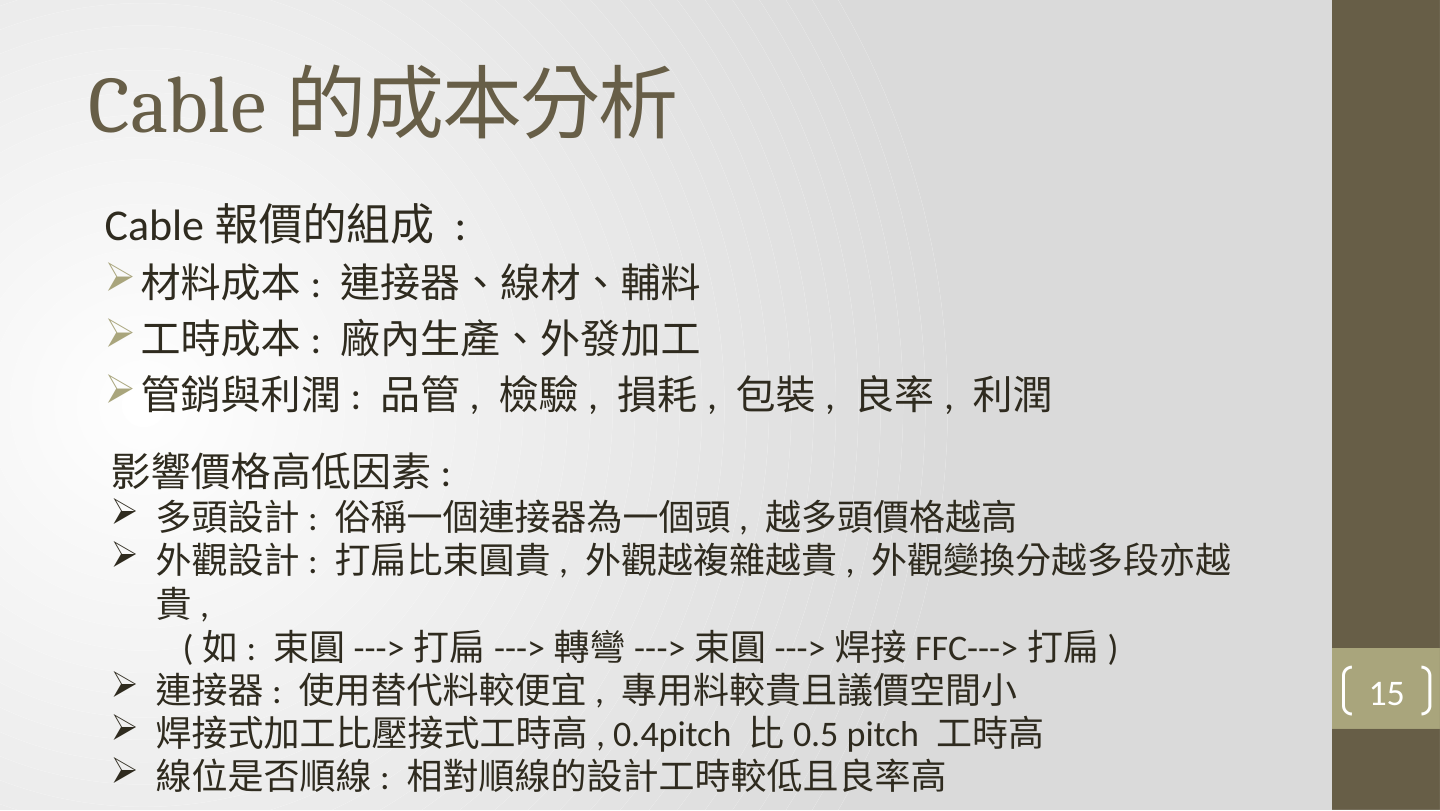 Cable 的成本分析
Cable 報價的組成 :
材料成本 : 連接器、線材、輔料
工時成本 : 廠內生產、外發加工
管銷與利潤 : 品管 , 檢驗 , 損耗 , 包裝 , 良率 , 利潤
影響價格高低因素 :
多頭設計 : 俗稱一個連接器為一個頭 , 越多頭價格越高
外觀設計 : 打扁比束圓貴 , 外觀越複雜越貴 , 外觀變換分越多段亦越
貴 ,
( 如 : 束圓 ---> 打扁 ---> 轉彎 ---> 束圓 ---> 焊接 FFC---> 打扁 )
連接器 : 使用替代料較便宜 , 專用料較貴且議價空間小
焊接式加工比壓接式工時高 , 0.4pitch 比 0.5 pitch 工時高
線位是否順線 : 相對順線的設計工時較低且良率高
15